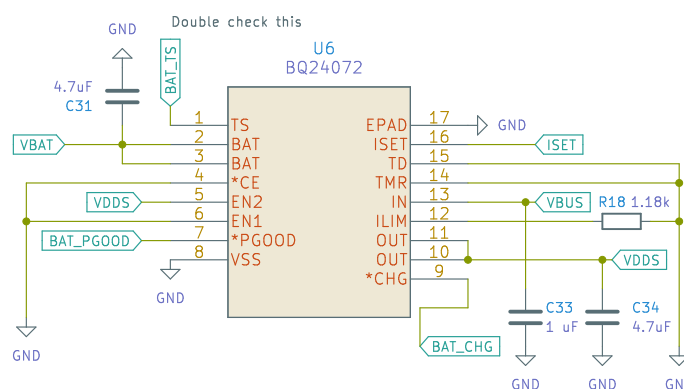 Double check this
GND
U6
BQ24072
BAT_TS
4.7uF
C31
1
TS
EPAD
17
GND
VBAT
2
BAT
ISET
16
ISET
3
BAT
TD
15
4
*CE
TMR
14
VDDS
5
EN2
IN
13
VBUS
R18 1.18k
6
EN1
ILIM
12
BAT_PGOOD
7
*PGOOD
OUT
11
8
VSS
OUT
10
VDDS
*CHG
9
GND
C33
1 uF
C34
4.7uF
BAT_CHG
GND
GND
GND
GN